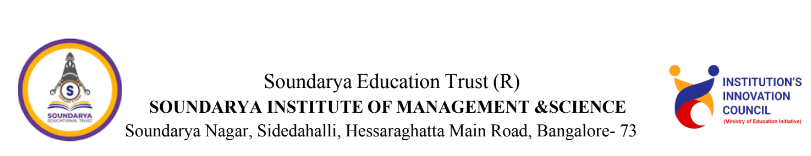 S
SOUNDARYA
EDUCATIONAL TRUST
Soundarya Education Trust (R)
SOUNDARYA INSTITUTE OF MANAGEMENT &SCIENCE
Soundarya Nagar, Sidedahalli, Hessaraghatta Main Road, Bangalore- 73
INSTITUTION'S
INNOVATION
COUNCIL
(Ministry of Education Initiative)